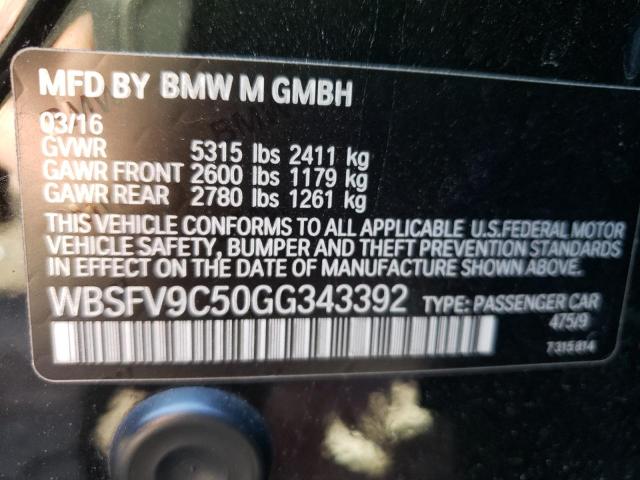 MFD BY BMW M GMBH
03/16
GVWR 5315 lbs 2411 kg
GAWR FRONT 2600 lbs 1179 kg
GAWR REAR 2780 lbs 1261 kg
THIS VEHICLE CONFORMS TO ALL APPLICABLE U.S.FEDERAL MOTOR
VEHICLE SAFETY, BUMPER AND THEFT PREVENTION STANDARDS
IN EFFECT ON THE DATE OF MANUFACTURE SHOWN ABOVE.
WBSFV9C50GG343392 TYPE: PASSENGER CAR
475/9
7315814